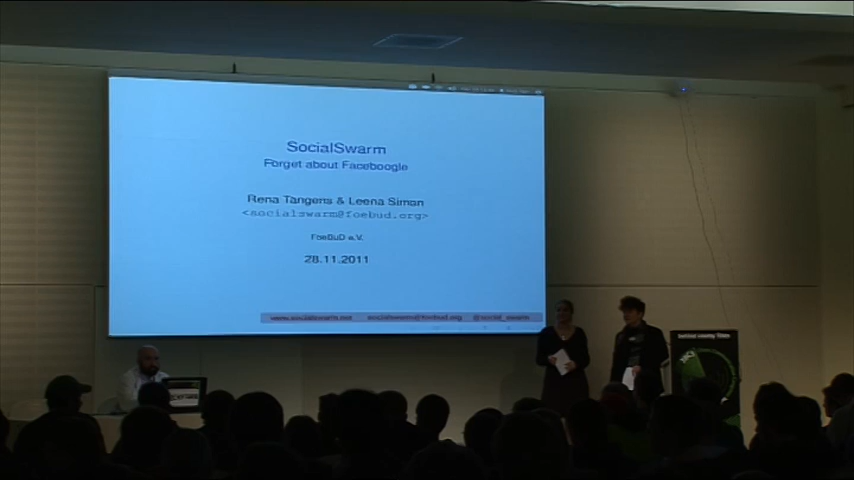 SocialSwarm
Forget about Faceboogle
Rena Tangens & Leena Simon
<socialswarm@foebud.org>
FoeBuD e.V.
28.11.2011
www.socialswarm.net socialswarm@foebud.org @social_swarm